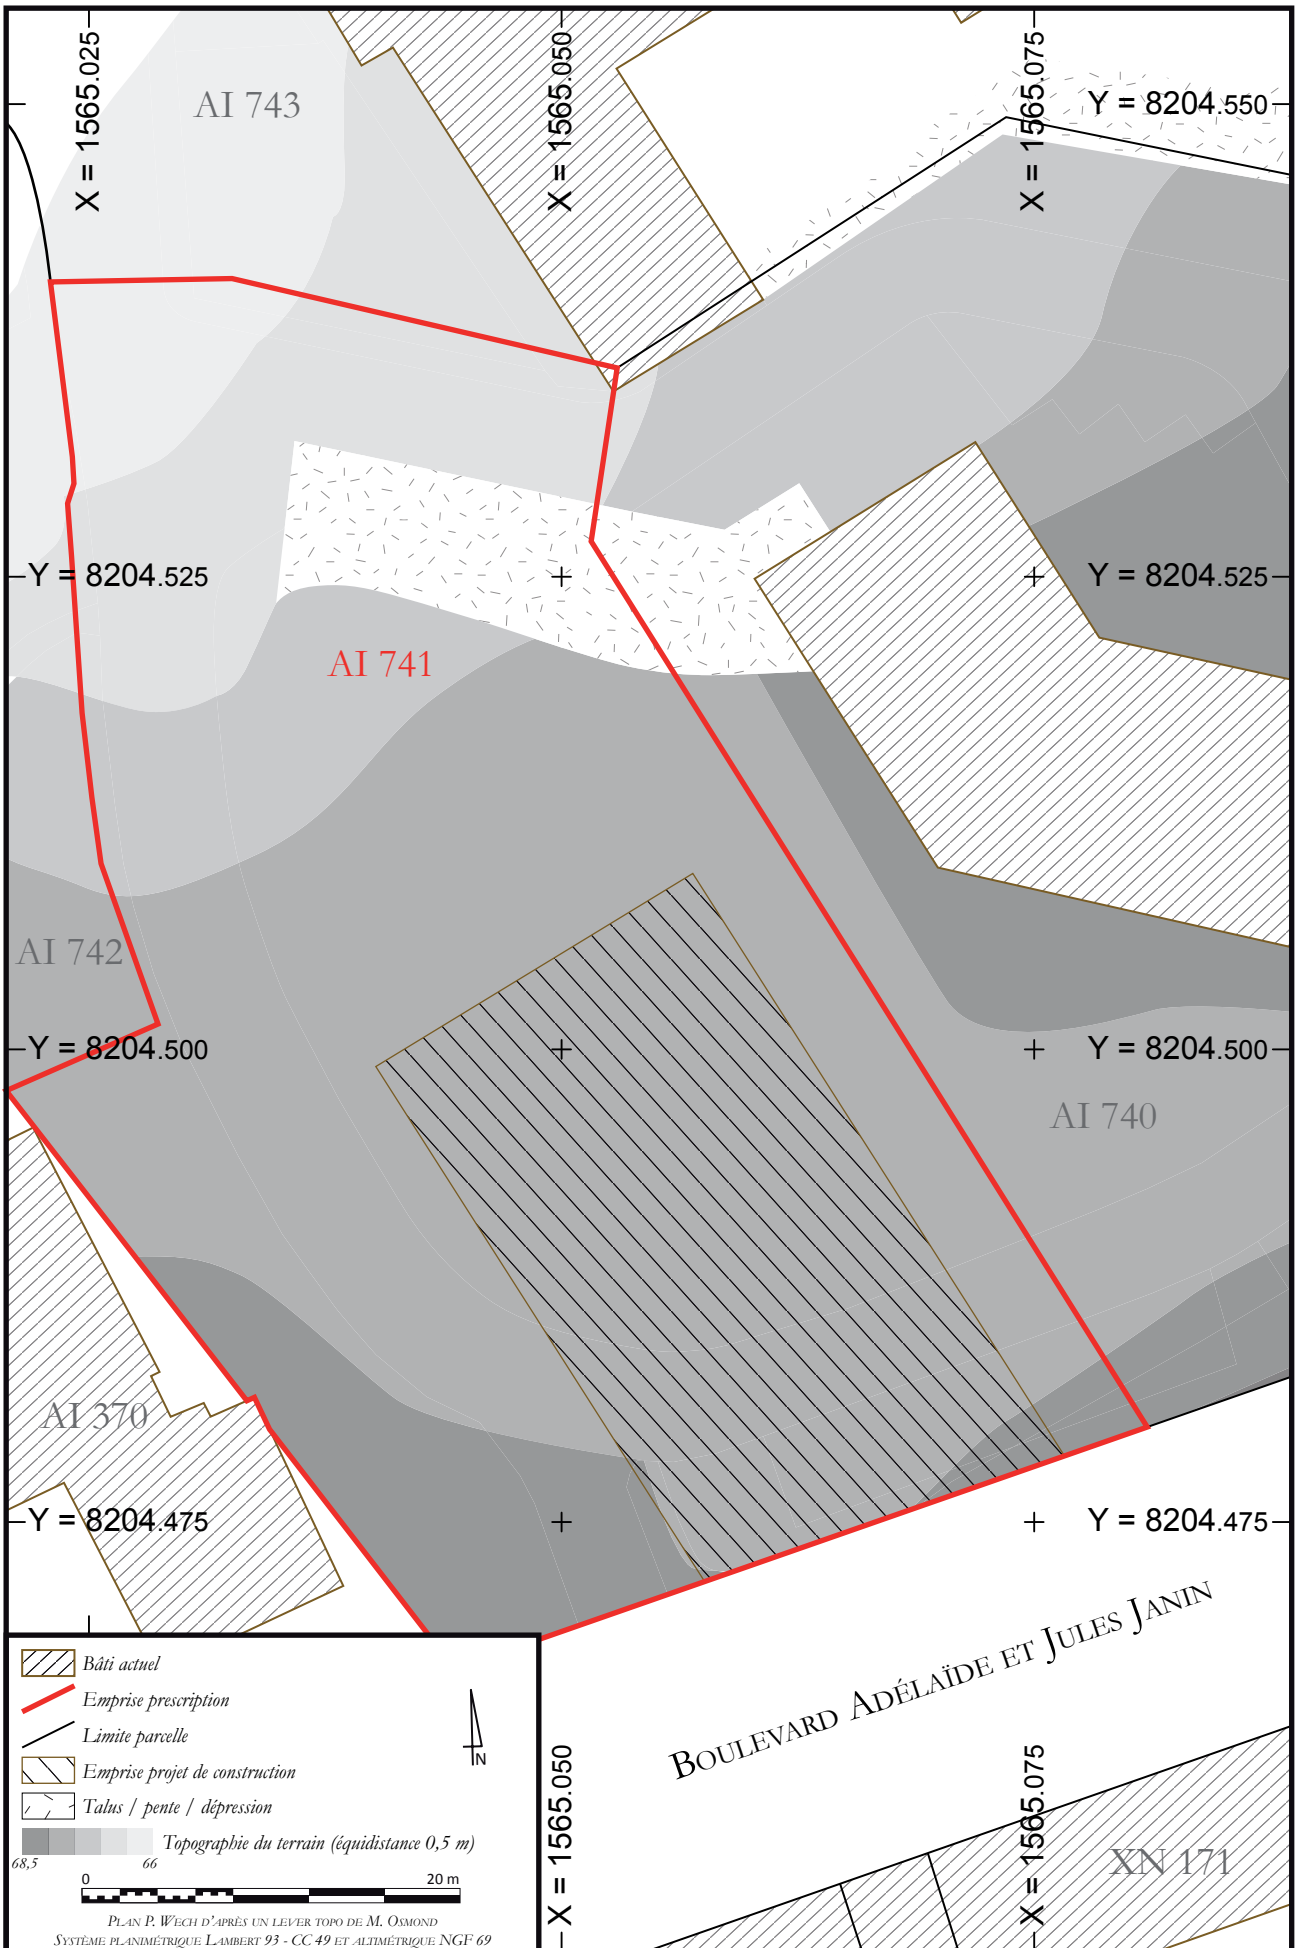 X = 1565.025
X = 1565.050
X = 1565.075
AI 743
Y = 8204.550
Y = 8204.525
Y = 8204.525
AI 741
AI 742
Y = 8204.500
Y = 8204.500
AI 740
AI 370
Y = 8204.475
Y = 8204.475
Boulevard Adélaïde et Jules Janin
Bâti actuel
Emprise prescription
Limite parcelle
N
Emprise projet de construction
Talus / pente / dépression
Topographie du terrain (équidistance 0,5 m)
68,5 66
0 20 m
Plan P. Wech d'après un lever topo de M. Osmond
Système planimétrique Lambert 93 - CC 49 et altimétrique NGF 69
X = 1565.050
X = 1565.075
XN 171